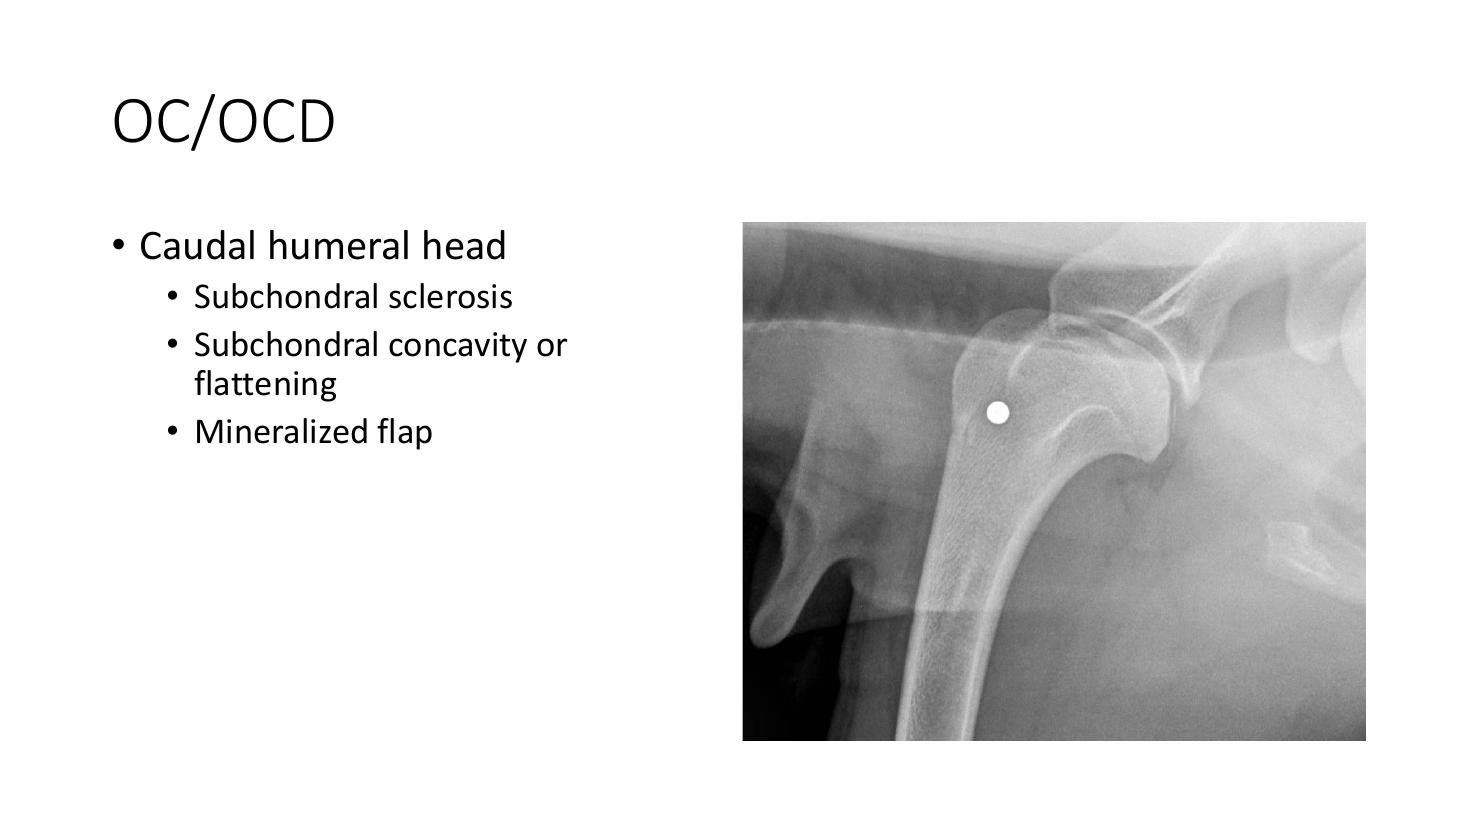 OC/OCD
• Caudal humeral head
• Subchondral sclerosis
• Subchondral concavity or
flattening
• Mineralized flap